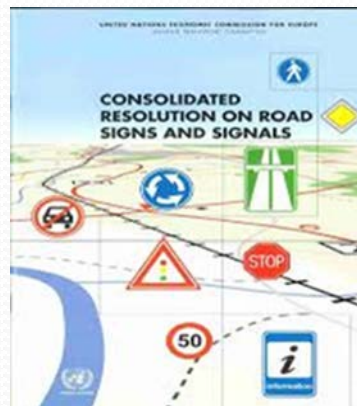 UNITED NATIONS ECONOMIC COMMISSION FOR EUROPE
CONSOLIDATED
RESOLUTION ON ROAD
SIGNS AND SIGNALS
STOP
50
i
information